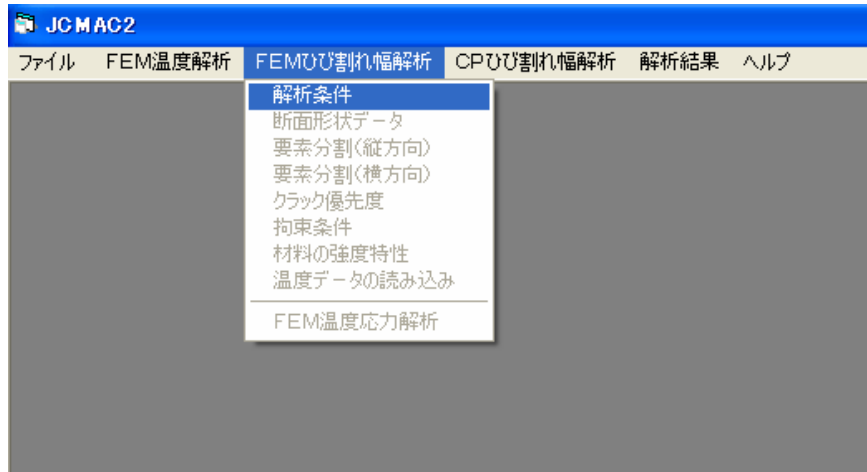 JCMAC2
ファイル FEM温度解析 FEMひび割れ幅解析 CPひび割れ幅解析 解析結果 ヘルプ
解析条件
断面形状データ
要素分割(縦方向)
要素分割(横方向)
クラック優先度
拘束条件
材料の強度特性
温度データの読み込み
FEM温度応力解析